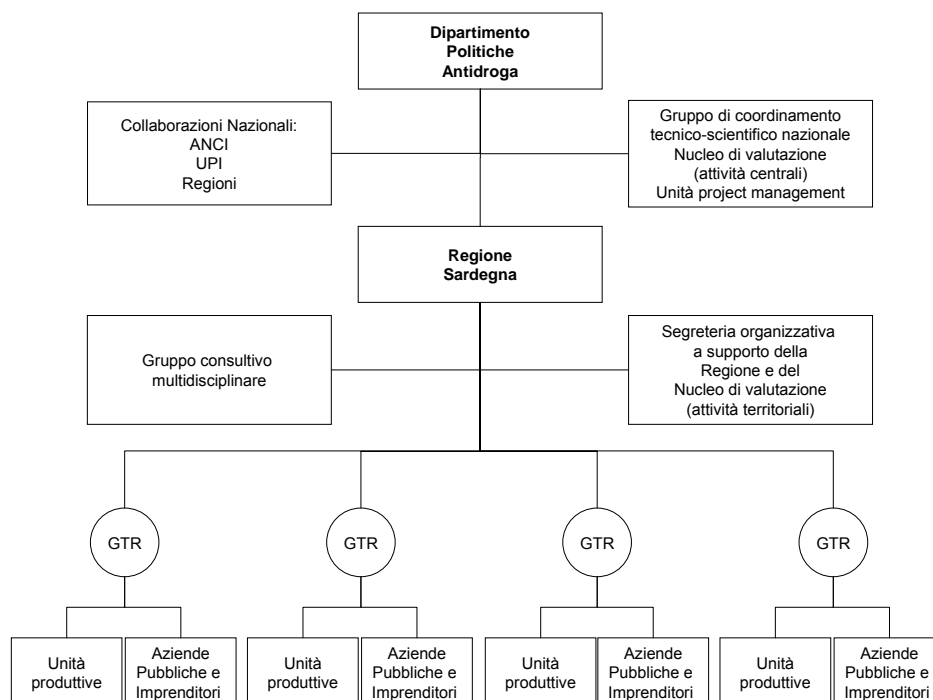 Dipartimento
Politiche
Antidroga
Collaborazioni Nazionali:
ANCI
UPI
Regioni
Gruppo di coordinamento
tecnico-scientifico nazionale
Nucleo di valutazione
(attività centrali)
Unità project management
Regione
Sardegna
Gruppo consultivo
multidisciplinare
Segreteria organizzativa
a supporto della
Regione e del
Nucleo di valutazione
(attività territoriali)
GTR
GTR
GTR
GTR
Unità
produttive
Aziende
Pubbliche e
Imprenditori
Unità
produttive
Aziende
Pubbliche e
Imprenditori
Unità
produttive
Aziende
Pubbliche e
Imprenditori
Unità
produttive
Aziende
Pubbliche e
Imprenditori